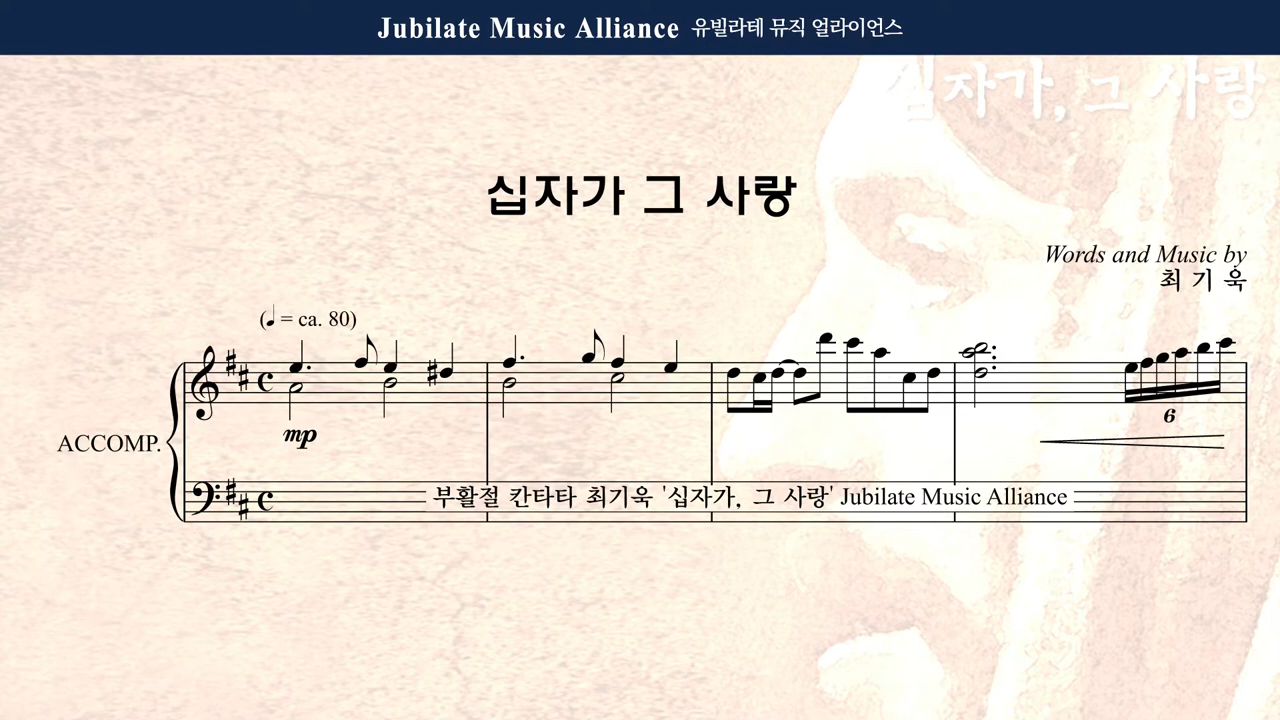 Jubilate Music Alliance 유빌라테 뮤직 얼라이언스
십자가, 그 사랑
십자가 그 사랑
Words and Music by
최 기 욱
(♩ = ca. 80)
mp
6
ACCOMP.
부활절 칸타타 최기욱 '십자가, 그 사랑' Jubilate Music Alliance